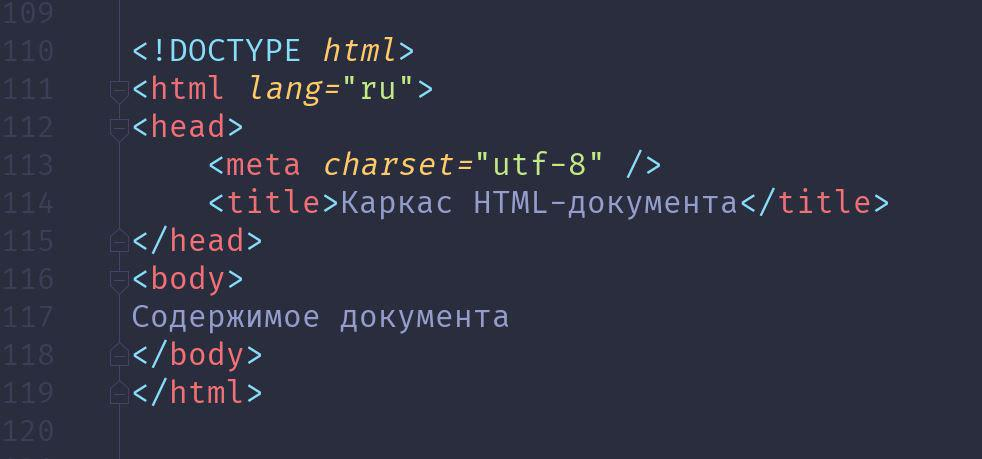 109
110 <!DOCTYPE html>
111 <html lang="ru">
112 <head>
113 <meta charset="utf-8" />
114 <title>Каркас HTML-документа</title>
115 </head>
116 <body>
117 Содержимое документа
118 </body>
119 </html>
120